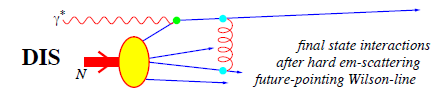 γ*
DIS
N
final state interactions
after hard em-scattering
future-pointing Wilson-line